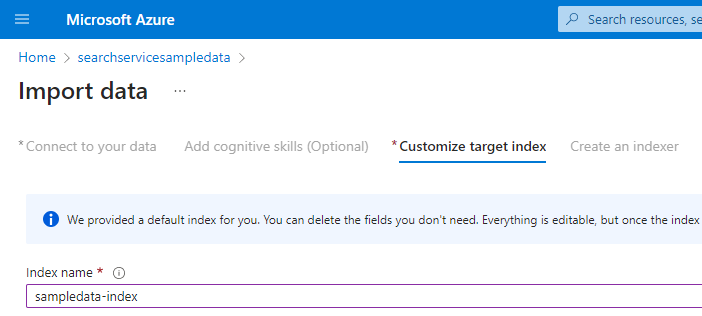 Microsoft Azure
Search resources, se
Home > searchservicesampledata >
Import data ...
* Connect to your data Add cognitive skills (Optional) * Customize target index Create an indexer
We provided a default index for you. You can delete the fields you don't need. Everything is editable, but once the index
Index name *
sampledata-index